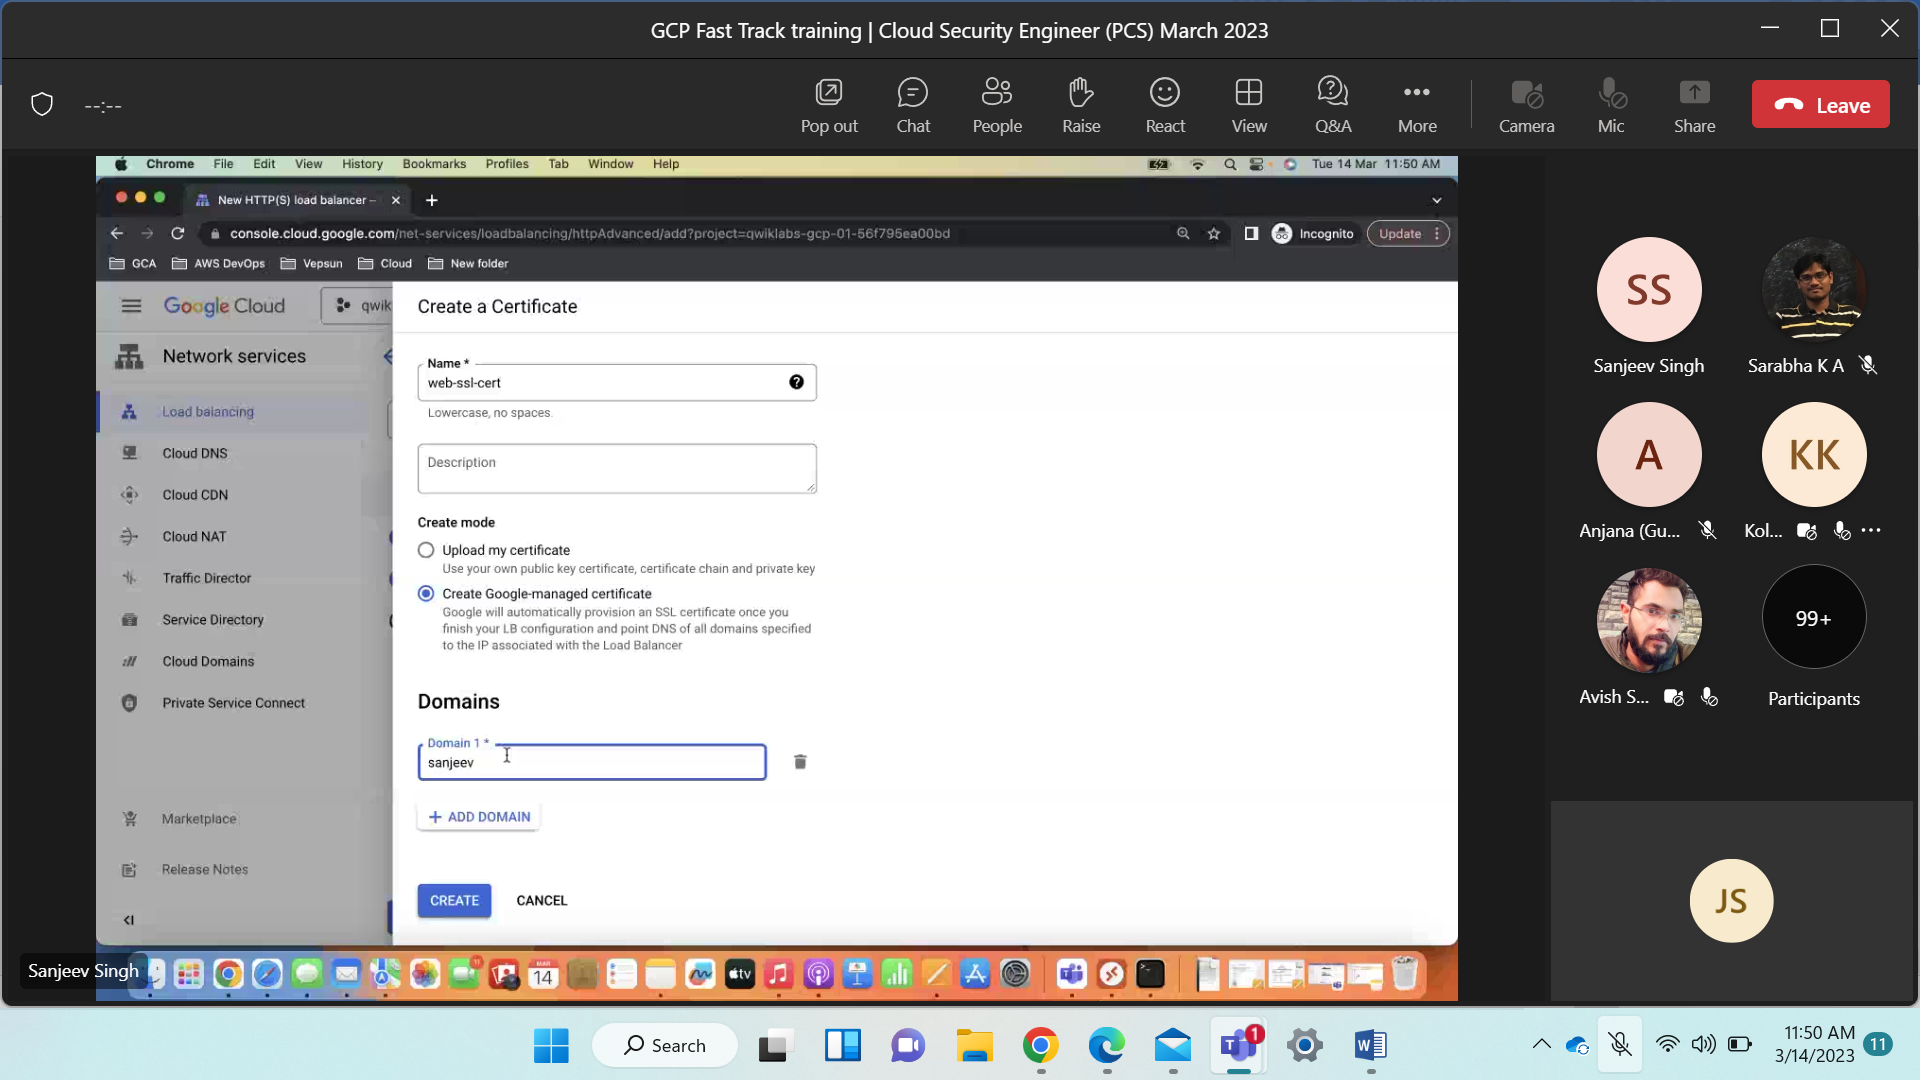 GCP Fast Track training | Cloud Security Engineer (PCS) March 2023
--:--
Pop out
Chat
People
Raise
React
View
Q&A
More
Camera
Mic
Share
Leave
Chrome File Edit View History Bookmarks Profiles Tab Window Help
Tue 14 Mar 11:50 AM
New HTTP(S) load balancer –
console.cloud.google.com/net-services/loadbalancing/httpAdvanced/add?project=qwiklabs-gcp-01-56f795ea00bd
Incognito
Update
GCA
AWS DevOps
Vepsun
Cloud
New folder
Google Cloud
qwik
Network services
Load balancing
Cloud DNS
Cloud CDN
Cloud NAT
Traffic Director
Service Directory
Cloud Domains
Private Service Connect
Marketplace
Release Notes
Create a Certificate
Name *
web-ssl-cert
Lowercase, no spaces.
Description
Create mode
Upload my certificate
Use your own public key certificate, certificate chain and private key
Create Google-managed certificate
Google will automatically provision an SSL certificate once you
finish your LB configuration and point DNS of all domains specified
to the IP associated with the Load Balancer
Domains
Domain 1 *
sanjeev
+ ADD DOMAIN
CREATE
CANCEL
SS
Sanjeev Singh
Sarabha K A
A
Anjana (Gu...
KK
Kol...
Avish S...
99+
Participants
JS
Sanjeev Singh
MAR
14
tv
Search
1
11:50 AM
3/14/2023
11